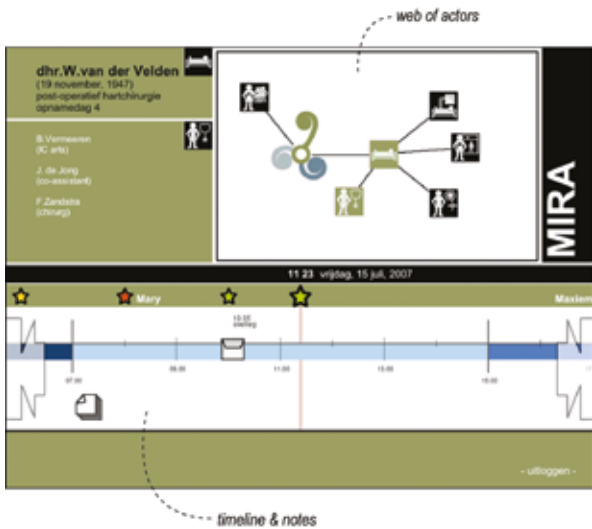 web of actors
dhr.W.van der Velden
(19 november, 1947)
post-operatief hartchirurgie
opnamedag 4
B.Vermeeren
(IC arts)
J. de Jong
(co-assistent)
F.Zandstra
(chirurg)
MIRA
11 23 vrijdag, 15 juli, 2007
Mary
Maxiem
07.00
09.00
11.00
- uitloggen -
timeline & notes